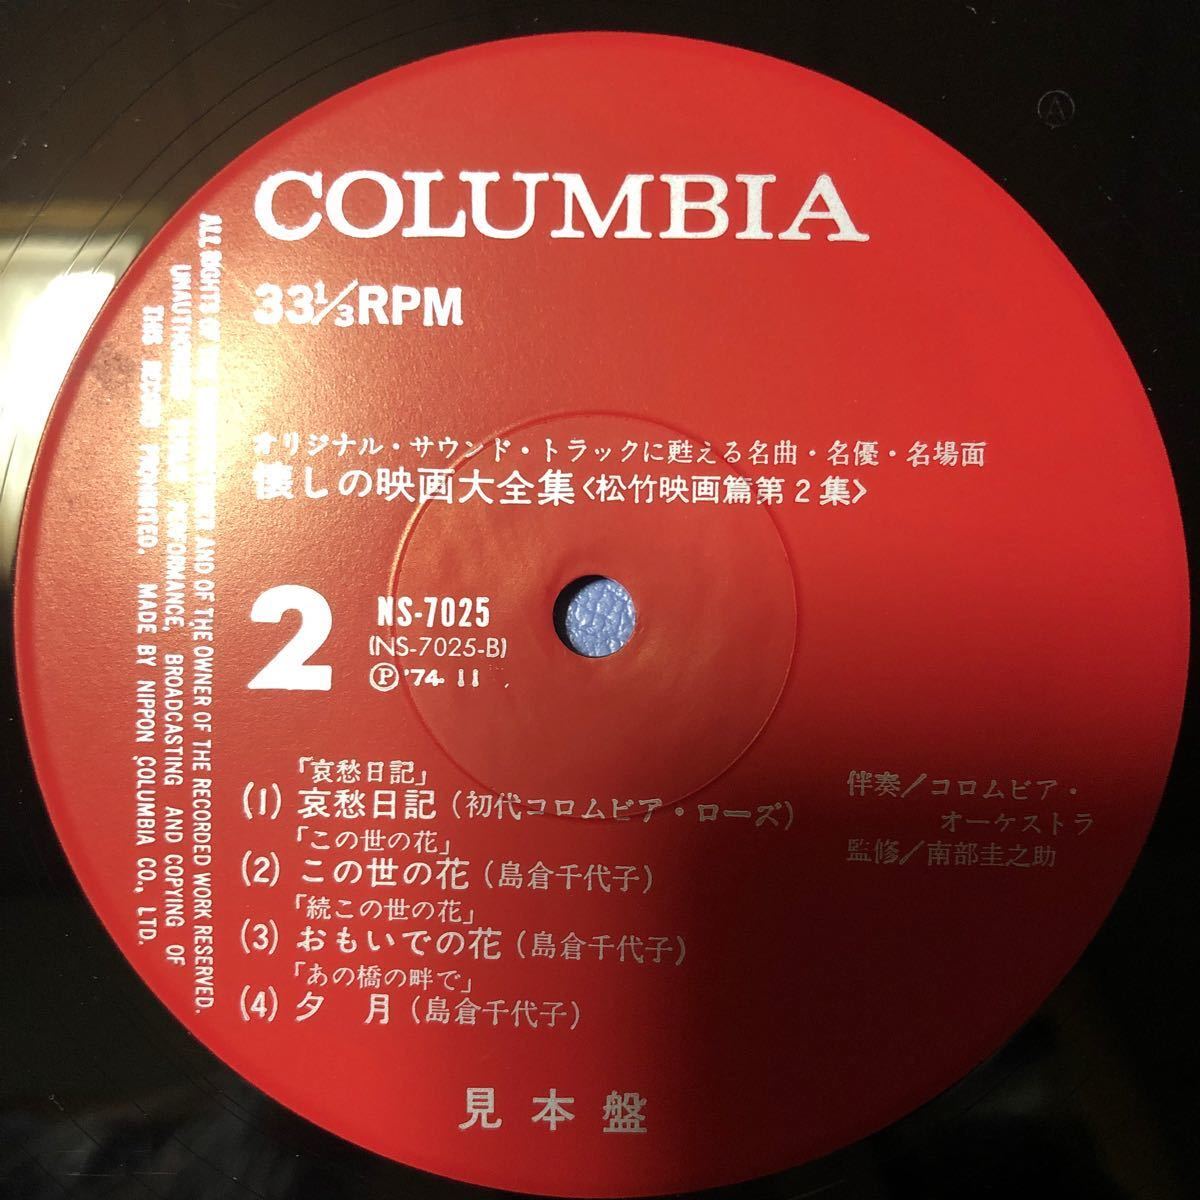 COLUMBIA
33⅓RPM
オリジナル・サウンド・トラックに甦える名曲・名優・名場面
懐しの映画大全集〈松竹映画篇第2集〉
2
NS-7025
(NS-7025-B)
Ⓟ '74 11
「哀愁日記」
(1) 哀愁日記（初代コロムビア・ローズ）
「この世の花」
(2) この世の花（島倉千代子）
「続この世の花」
(3) おもいでの花（島倉千代子）
「あの橋の畔で」
(4) 夕 月（島倉千代子）
伴奏/コロムビア・
オーケストラ
監修/南部圭之助
見本盤
ALL RIGHTS OF THE AND OF THE OWNER OF THE RECORDED WORK RESERVED.
UNAUTHORISED PUBLIC PERFORMANCE, BROADCASTING AND COPYING OF
THIS RECORD PROHIBITED. MADE BY NIPPON COLUMBIA CO., LTD.
A